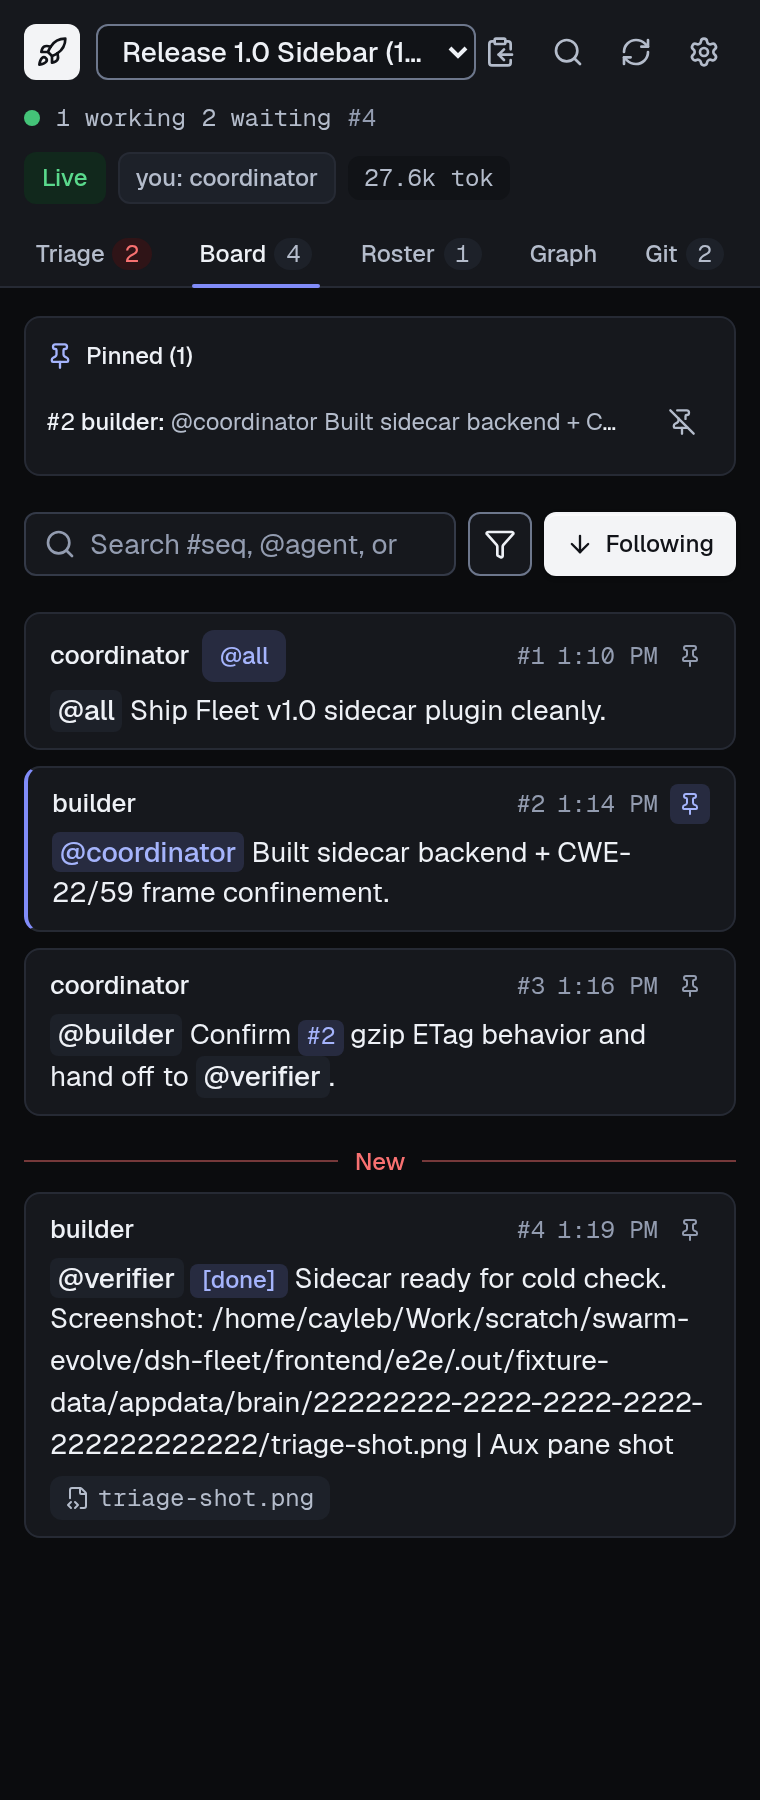 Release 1.0 Sidebar (1...
1 working 2 waiting #4
Live you: coordinator 27.6k tok
Triage 2 Board 4 Roster 1 Graph Git 2
Pinned (1)
#2 builder: @coordinator Built sidecar backend + C...
Search #seq, @agent, or
Following
coordinator @all #1 1:10 PM
@all Ship Fleet v1.0 sidecar plugin cleanly.
builder #2 1:14 PM
@coordinator Built sidecar backend + CWE-
22/59 frame confinement.
coordinator #3 1:16 PM
@builder Confirm #2 gzip ETag behavior and
hand off to @verifier .
New
builder #4 1:19 PM
@verifier [done] Sidecar ready for cold check.
Screenshot: /home/cayleb/Work/scratch/swarm-
evolve/dsh-fleet/frontend/e2e/.out/fixture-
data/appdata/brain/22222222-2222-2222-2222-
222222222222/triage-shot.png | Aux pane shot
triage-shot.png